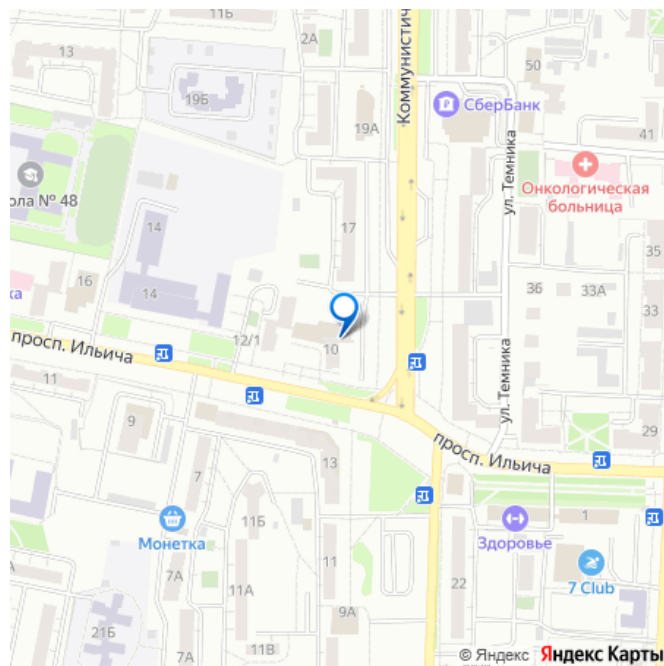 11Б
13
2А
Коммунистич
50
19Б
СберБанк
19А
41
ул. Темника
Онкологическая
больница
ола № 48
17
14
35
16
14
36
33А
33
ка
12/1
10
просп. Ильича
ул. Темника
11
9
29
просп. Ильича
13
7
11Б
Монетка
Здоровье
1
11
7А
11А
22
7 Club
9А
21Б
7А
11В
© Яндекс Яндекс Карты